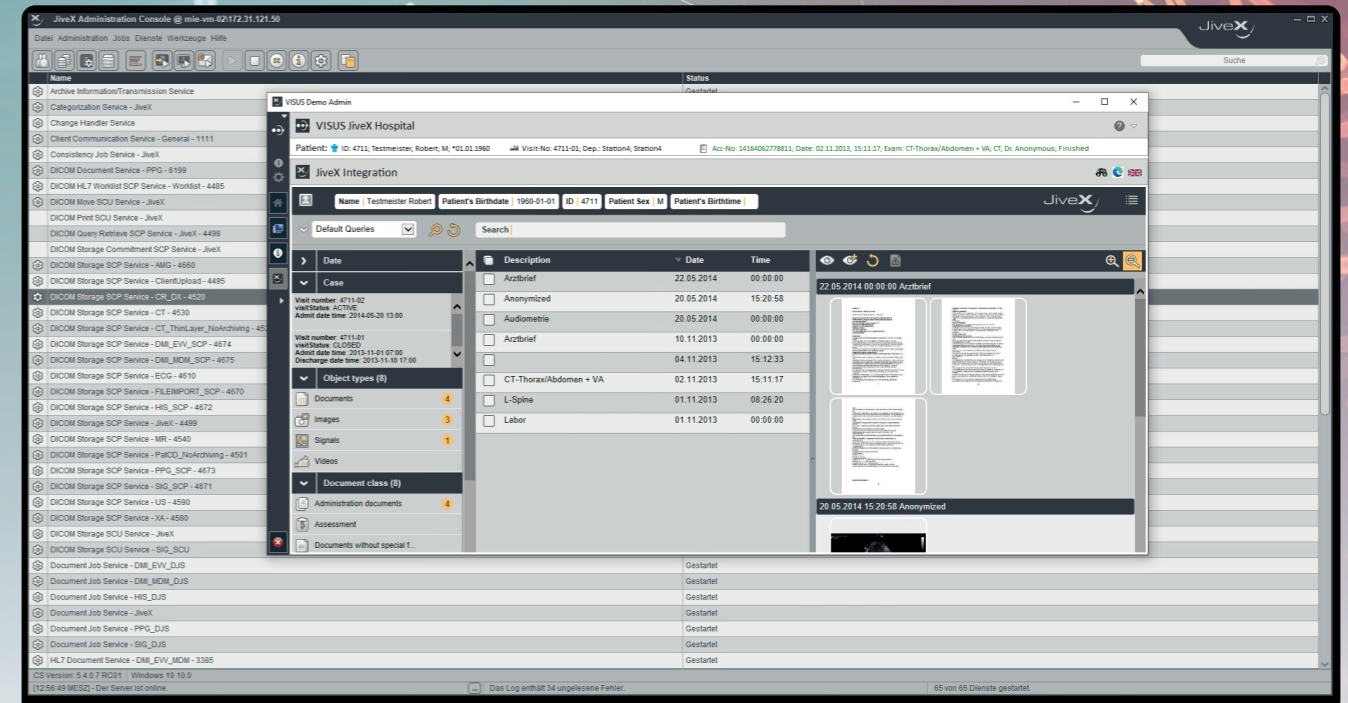 JiveX Administration Console @ mie-vm-02\172.31.121.50
JiveX
Datei Administration Jobs Dienste Werkzeuge Hilfe
Suche
Name Status
Archive Information/Transmission Service Gestartet
Categorization Service - JiveX
Change Handler Service
Client Communication Service - General - 1111
Consistency Job Service - JiveX
DICOM Document Service - PPG - 6199
DICOM HL7 Worklist SCP Service - Worklist - 4485
DICOM Move SCU Service - JiveX
DICOM Print SCU Service - JiveX
DICOM Query Retrieve SCP Service - JiveX - 4498
DICOM Storage Commitment SCP Service - JiveX
DICOM Storage SCP Service - AMG - 4660
DICOM Storage SCP Service - ClientUpload - 4495
DICOM Storage SCP Service - CR_DX - 4520
DICOM Storage SCP Service - CT - 4530
DICOM Storage SCP Service - CT_ThinLayer_NoArchiving - 45
DICOM Storage SCP Service - DMI_EVV_SCP - 4674
DICOM Storage SCP Service - DMI_MDM_SCP - 4675
DICOM Storage SCP Service - ECG - 4610
DICOM Storage SCP Service - FILEIMPORT_SCP - 4670
DICOM Storage SCP Service - HIS_SCP - 4672
DICOM Storage SCP Service - JiveX - 4499
DICOM Storage SCP Service - MR - 4540
DICOM Storage SCP Service - PatCD_NoArchiving - 4501
DICOM Storage SCP Service - PPG_SCP - 4673
DICOM Storage SCP Service - SIG_SCP - 4671
DICOM Storage SCP Service - US - 4590
DICOM Storage SCP Service - XA - 4580
DICOM Storage SCU Service - JiveX
DICOM Storage SCU Service - SIG_SCU
Document Job Service - DMI_EVV_DJS Gestartet
Document Job Service - DMI_MDM_DJS Gestartet
Document Job Service - HIS_DJS Gestartet
Document Job Service - JiveX Gestartet
Document Job Service - PPG_DJS Gestartet
Document Job Service - SIG_DJS Gestartet
HL7 Document Service - DMI_EVV_MDM - 3385 Gestartet
CS Version: 5.4.0.7 RC01 Windows 10 10.0
[12:56:49 MESZ] - Der Server ist online. Das Log enthält 34 ungelesene Fehler. 65 von 65 Dienste gestartet.
VISUS Demo Admin
VISUS JiveX Hospital
Patient: ID: 4711; Testmeister, Robert; M; *01.01.1960 Visit-No: 4711-01; Dep.: Station4; Station4 Acc-No: 14164062778811; Date: 02.11.2013, 15:11:17; Exam: CT-Thorax/Abdomen + VA; CT; Dr. Anonymous; Finished
JiveX Integration
Name Testmeister Robert Patient's Birthdate 1960-01-01 ID 4711 Patient Sex M Patient's Birthtime
JiveX
Default Queries Search
Date
Case
Visit number: 4711-02
visitStatus: ACTIVE
Admit date time: 2014-05-20 13:00
Visit number: 4711-01
visitStatus: CLOSED
Admit date time: 2013-11-01 07:00
Discharge date time: 2013-11-10 17:00
Object types (8)
Documents 4
Images 3
Signals 1
Videos
Document class (8)
Administration documents 4
Assessment
Documents without special f...
Description Date Time
Arztbrief 22.05.2014 00:00:00
Anonymized 20.05.2014 15:20:58
Audiometrie 20.05.2014 00:00:00
Arztbrief 10.11.2013 00:00:00
04.11.2013 15:12:33
CT-Thorax/Abdomen + VA 02.11.2013 15:11:17
L-Spine 01.11.2013 08:26:20
Labor 01.11.2013 00:00:00
22.05.2014 00:00:00 Arztbrief
20.05.2014 15:20:58 Anonymized